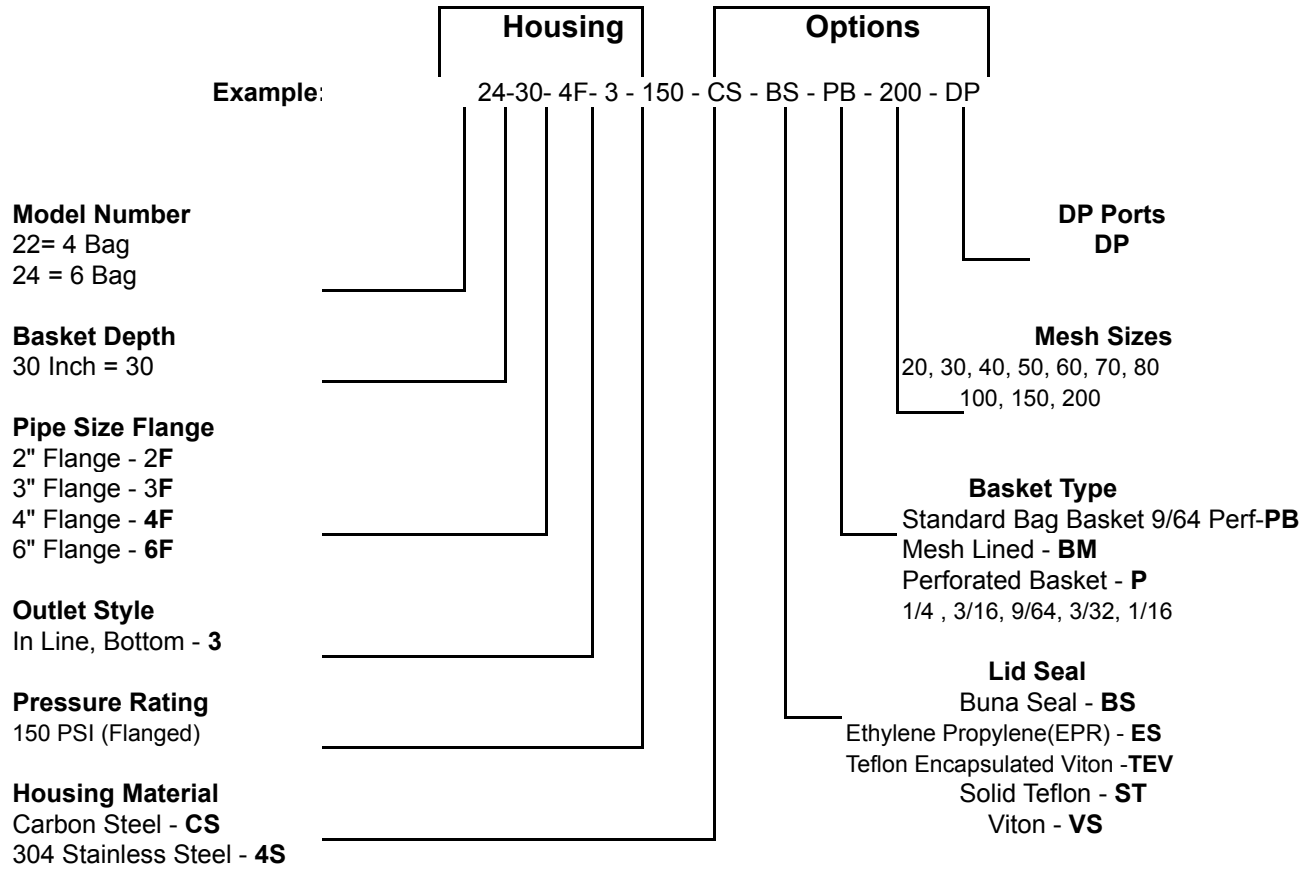 Housing Options
Example: 24-30- 4F- 3 - 150 - CS - BS - PB - 200 - DP
Model Number
22= 4 Bag
24 = 6 Bag
Basket Depth
30 Inch = 30
Pipe Size Flange
2" Flange - 2F
3" Flange - 3F
4" Flange - 4F
6" Flange - 6F
Outlet Style
In Line, Bottom - 3
Pressure Rating
150 PSI (Flanged)
Housing Material
Carbon Steel - CS
304 Stainless Steel - 4S
DP Ports
DP
Mesh Sizes
20, 30, 40, 50, 60, 70, 80
100, 150, 200
Basket Type
Standard Bag Basket 9/64 Perf-PB
Mesh Lined - BM
Perforated Basket - P
1/4 , 3/16, 9/64, 3/32, 1/16
Lid Seal
Buna Seal - BS
Ethylene Propylene(EPR) - ES
Teflon Encapsulated Viton -TEV
Solid Teflon - ST
Viton - VS